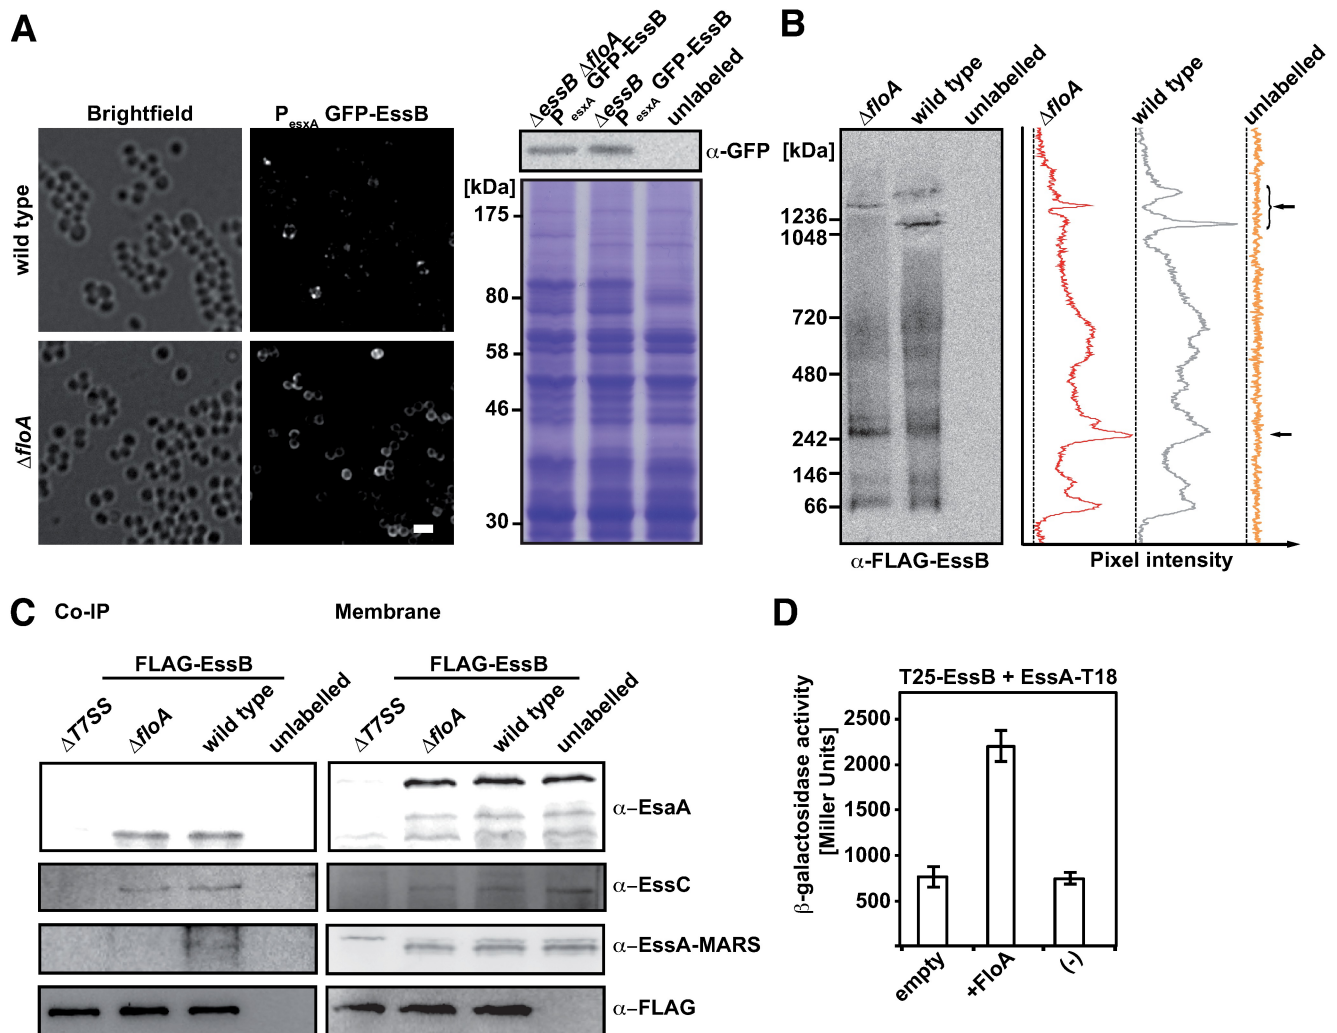 A
Brightfield
P esxA GFP-EssB
wild type
ΔfloA
ΔessB ΔfloA
P esxA GFP-EssB
ΔessB
P esxA GFP-EssB
unlabeled
α-GFP
[kDa]
175
80
58
46
30
B
ΔfloA
wild type
unlabelled
[kDa]
1236
1048
720
480
242
146
66
α-FLAG-EssB
ΔfloA
wild type
unlabelled
Pixel intensity
C
Co-IP
Membrane
FLAG-EssB
FLAG-EssB
ΔT7SS
ΔfloA
wild type
unlabelled
ΔT7SS
ΔfloA
wild type
unlabelled
α–EsaA
α–EssC
α–EssA-MARS
α–FLAG
D
T25-EssB + EssA-T18
β-galactosidase activity
[Miller Units]
2500
2000
1500
1000
500
empty
+FloA
(-)